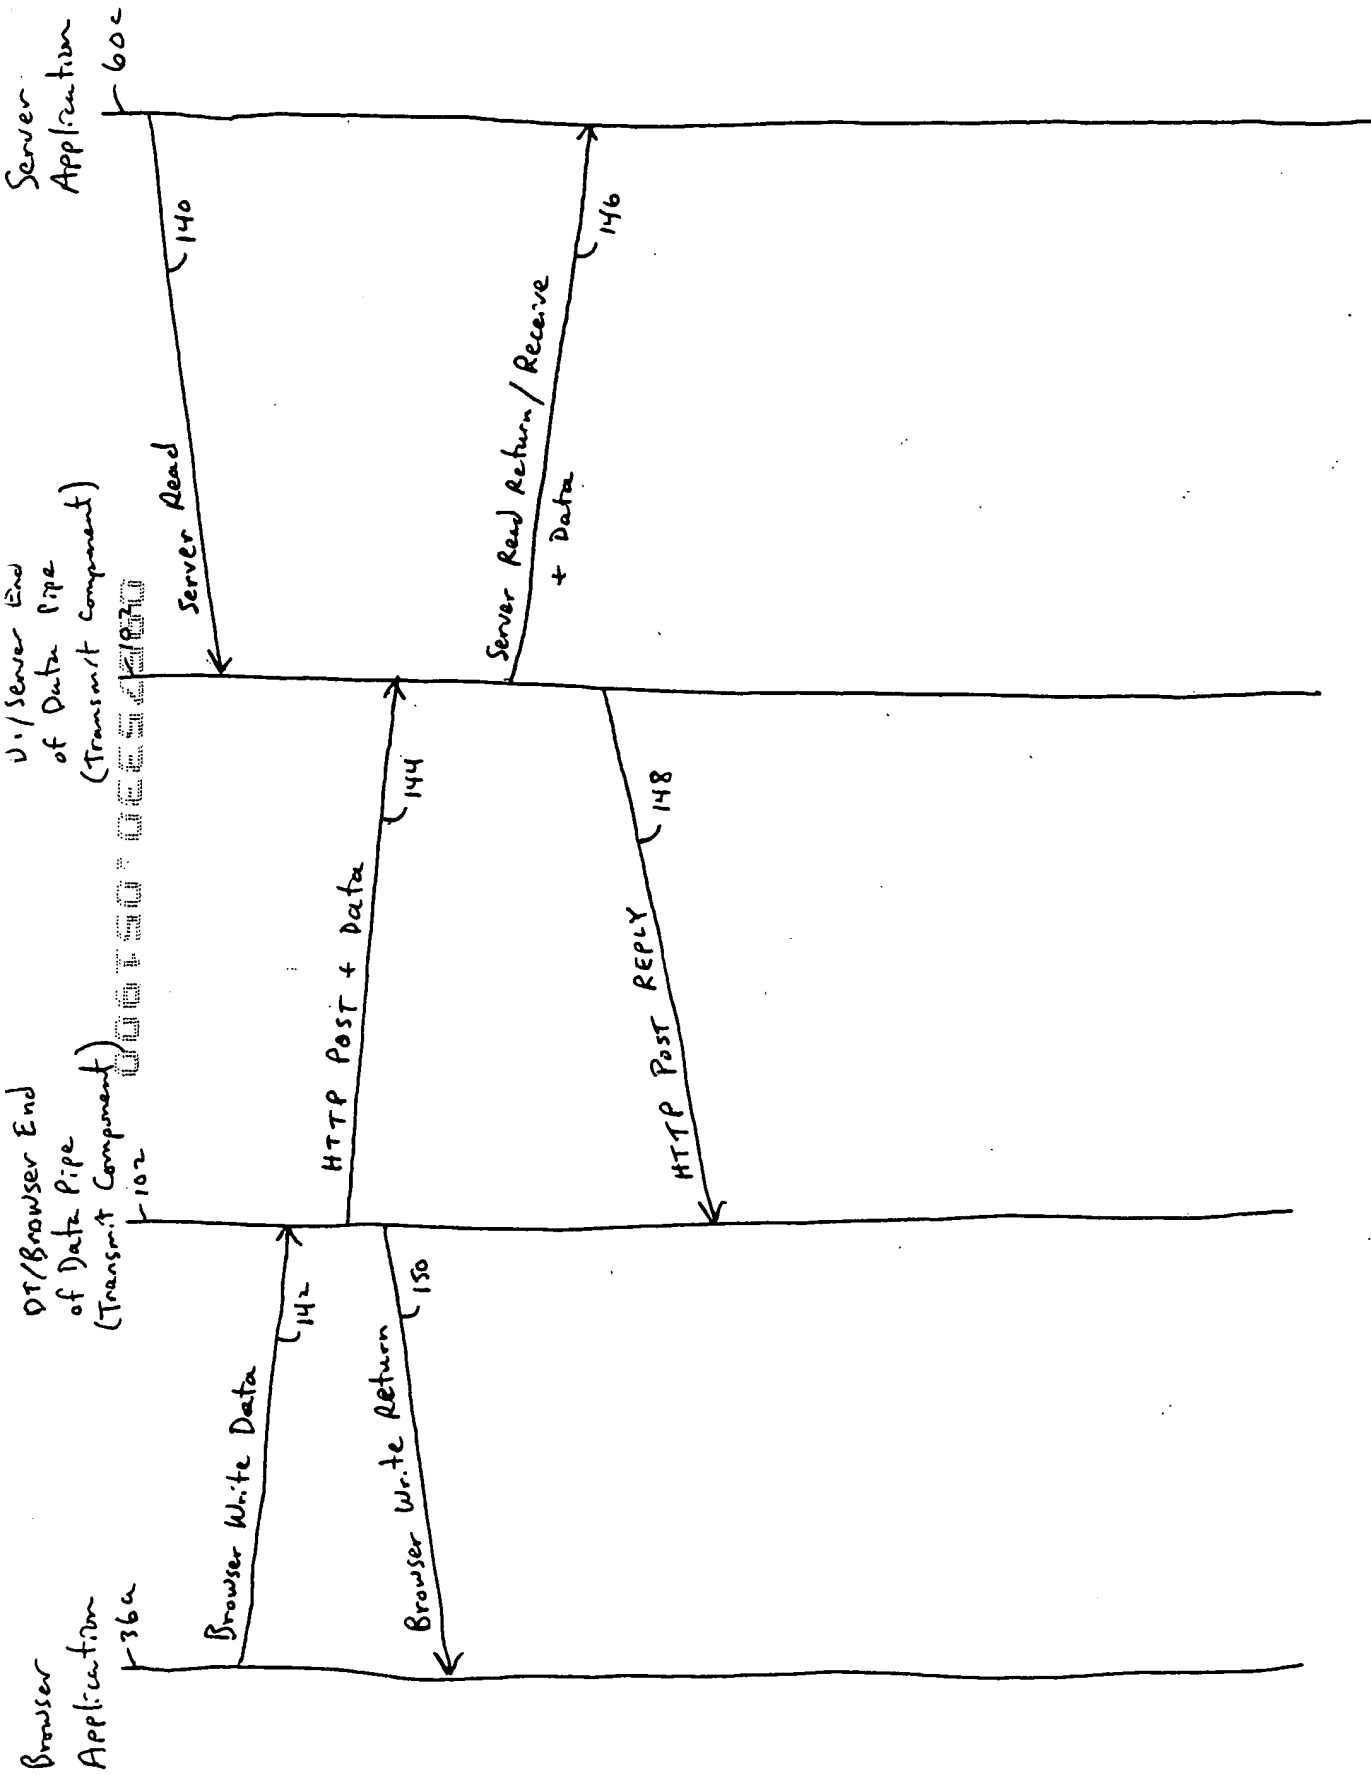 Browser
Application
36a
DT/Browser End
of Data Pipe
(Transmit Component)
102
/Server End
of Data Pipe
(Transmit Component)
102
Server
Application
60c
Server Read
140
Browser Write Data
142
HTTP POST + Data
144
Browser Write Return
150
Server Read Return/Receive
+ Data
146
HTTP POST REPLY
148